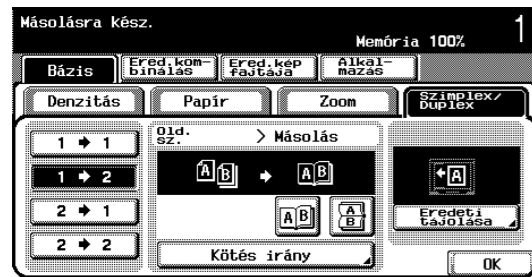 Másolásra kész.
1
Memória 100%
Bázis
Ered.kom-
binálás
Ered.kép
fajtája
Alkal-
mazás
Denzitás
Papír
Zoom
Szimplex/
Duplex
1 → 1
1 → 2
2 → 1
2 → 2
Old.
sz.
> Másolás
A B → A B
A B
A
B
Kötés irány
A
Eredeti
tájolása
OK